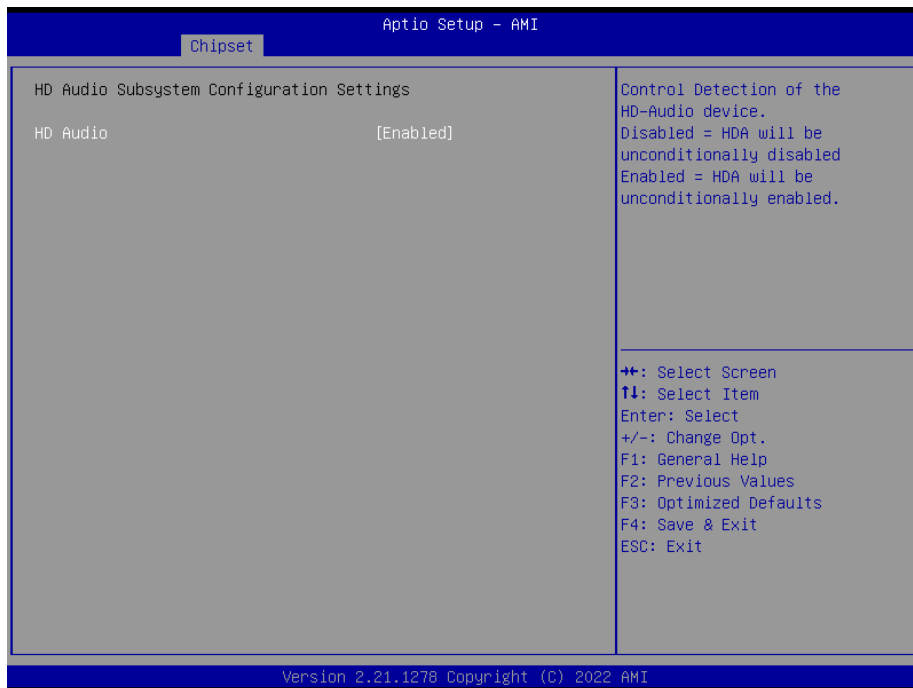 Aptio Setup – AMI
Chipset
HD Audio Subsystem Configuration Settings
HD Audio [Enabled]
Control Detection of the
HD-Audio device.
Disabled = HDA will be
unconditionally disabled
Enabled = HDA will be
unconditionally enabled.
→←: Select Screen
↑↓: Select Item
Enter: Select
+/-: Change Opt.
F1: General Help
F2: Previous Values
F3: Optimized Defaults
F4: Save & Exit
ESC: Exit
Version 2.21.1278 Copyright (C) 2022 AMI